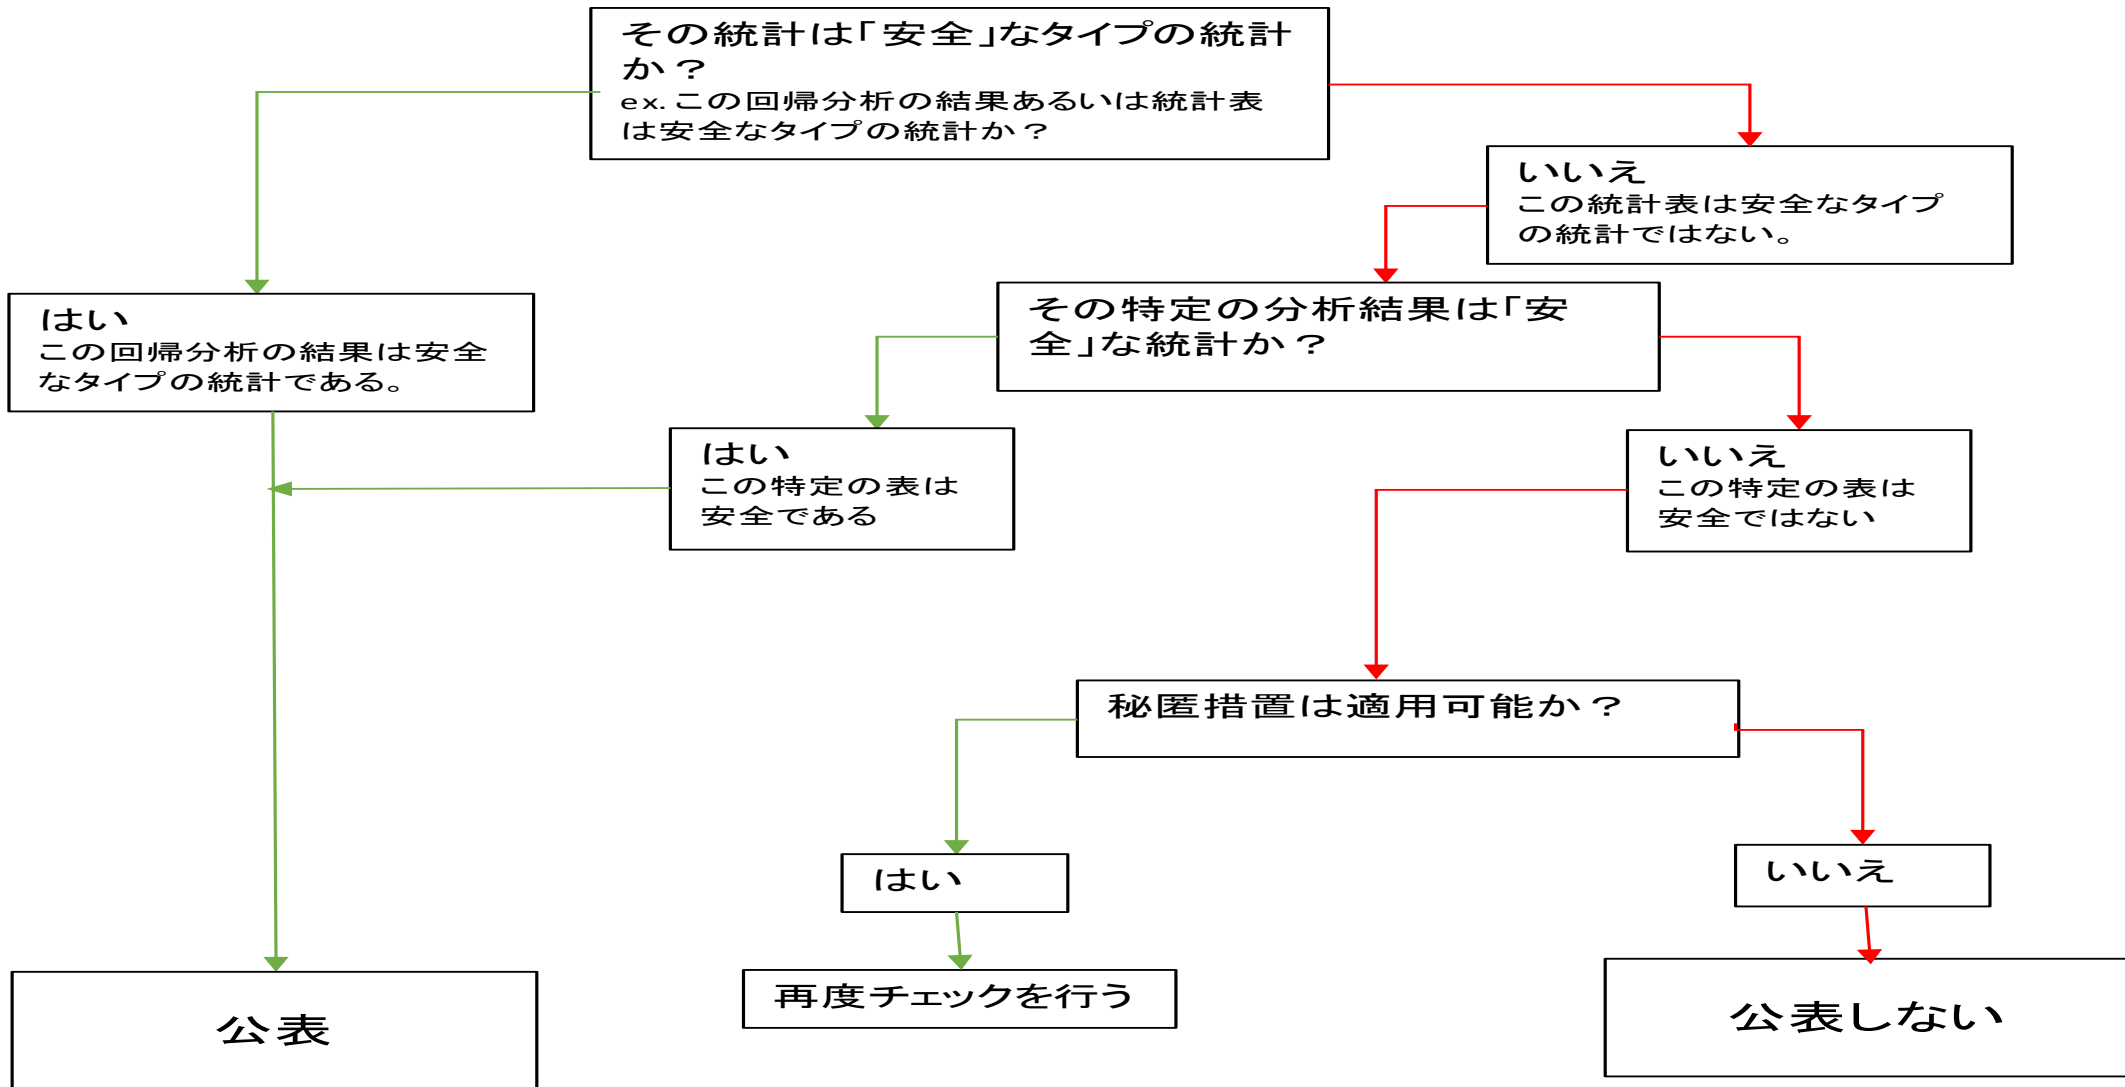 その統計は「安全」なタイプの統計
か？
ex.この回帰分析の結果あるいは統計表
は安全なタイプの統計か？
いいえ
この統計表は安全なタイプ
の統計ではない。
はい
この回帰分析の結果は安全
なタイプの統計である。
その特定の分析結果は「安
全」な統計か？
はい
この特定の表は
安全である
いいえ
この特定の表は
安全ではない
秘匿措置は適用可能か？
はい
いいえ
再度チェックを行う
公表
公表しない